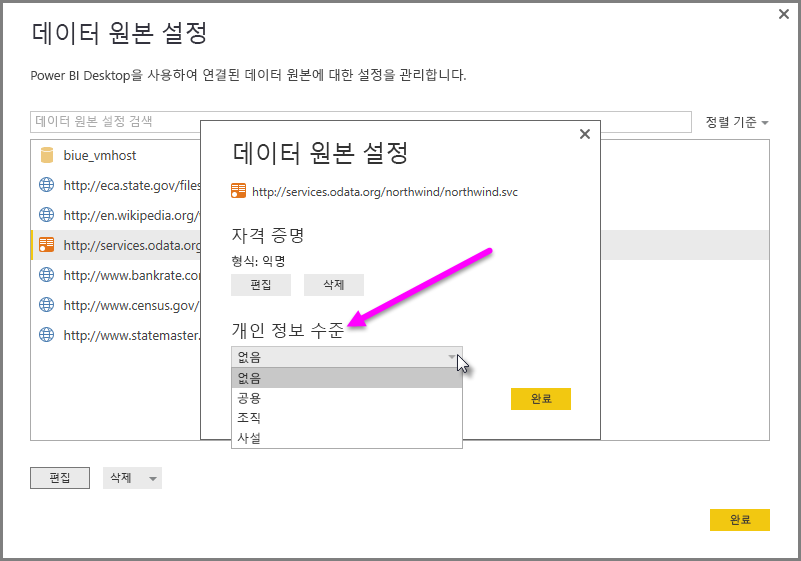 데이터 원본 설정
Power BI Desktop을 사용하여 연결된 데이터 원본에 대한 설정을 관리합니다.
데이터 원본 설정 검색
정렬 기준
biue_vmhost
http://eca.state.gov/files
http://en.wikipedia.org/
http://services.odata.org
http://www.bankrate.co
http://www.census.gov/
http://www.statemaster.
데이터 원본 설정
http://services.odata.org/northwind/northwind.svc
자격 증명
형식: 익명
편집 삭제
개인 정보 수준
없음
없음
공용
조직
사설
완료
편집 삭제
완료